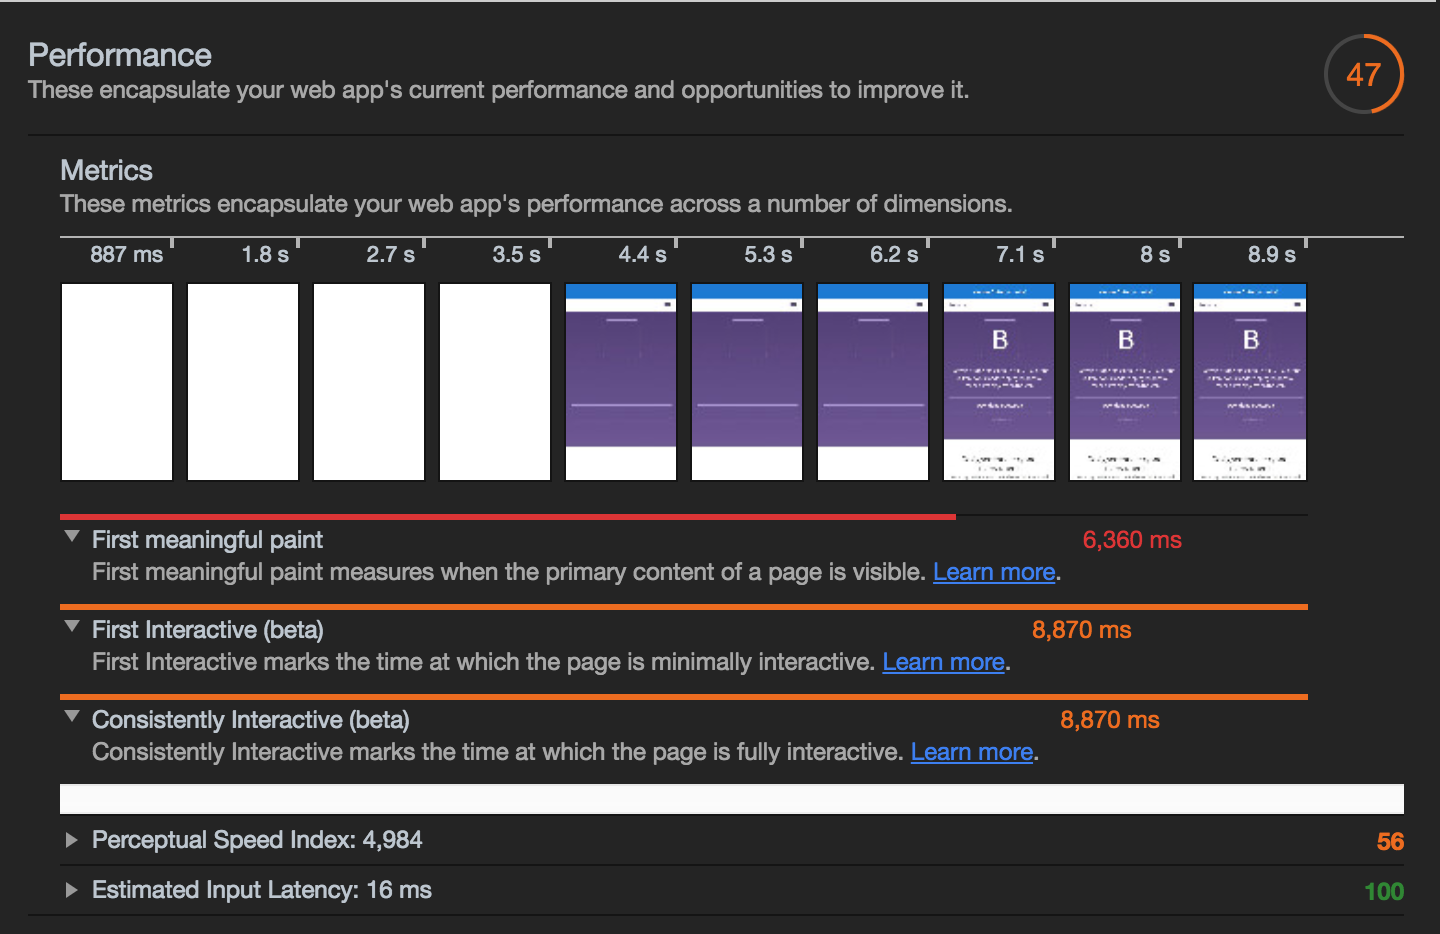 Performance
47
These encapsulate your web app's current performance and opportunities to improve it.
Metrics
These metrics encapsulate your web app's performance across a number of dimensions.
887 ms 1.8 s 2.7 s 3.5 s 4.4 s 5.3 s 6.2 s 7.1 s 8 s 8.9 s
B B B
First meaningful paint 6,360 ms
First meaningful paint measures when the primary content of a page is visible. Learn more.
First Interactive (beta) 8,870 ms
First Interactive marks the time at which the page is minimally interactive. Learn more.
Consistently Interactive (beta) 8,870 ms
Consistently Interactive marks the time at which the page is fully interactive. Learn more.
Perceptual Speed Index: 4,984 56
Estimated Input Latency: 16 ms 100